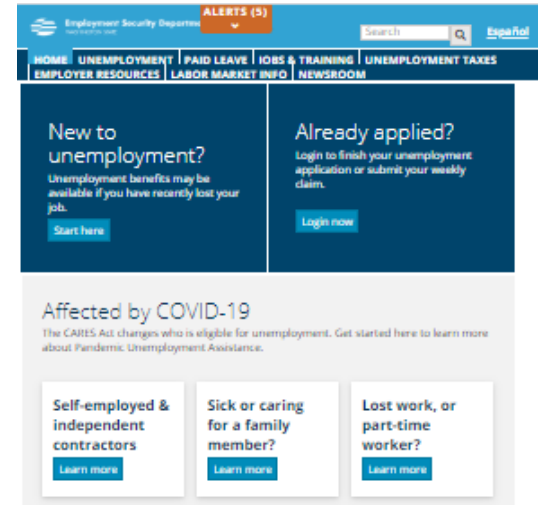 ALERTS (5)
Employment Security Departme
WASHINGTON STATE
Search
Español
HOME UNEMPLOYMENT PAID LEAVE JOBS & TRAINING UNEMPLOYMENT TAXES
EMPLOYER RESOURCES LABOR MARKET INFO NEWSROOM
New to
unemployment?
Unemployment benefits may be
available if you have recently lost your
job.
Start here
Already applied?
Login to finish your unemployment
application or submit your weekly
claim.
Login now
Affected by COVID-19
The CARES Act changes who is eligible for unemployment. Get started here to learn more
about Pandemic Unemployment Assistance.
Self-employed &
independent
contractors
Learn more
Sick or caring
for a family
member?
Learn more
Lost work, or
part-time
worker?
Learn more